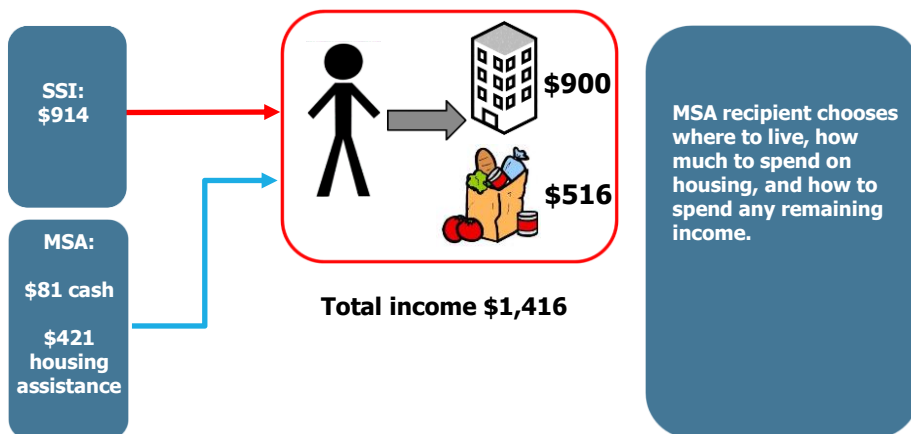 SSI:
$914
MSA:
$81 cash
$421
housing
assistance
$900
$516
Total income $1,416
MSA recipient chooses
where to live, how
much to spend on
housing, and how to
spend any remaining
income.